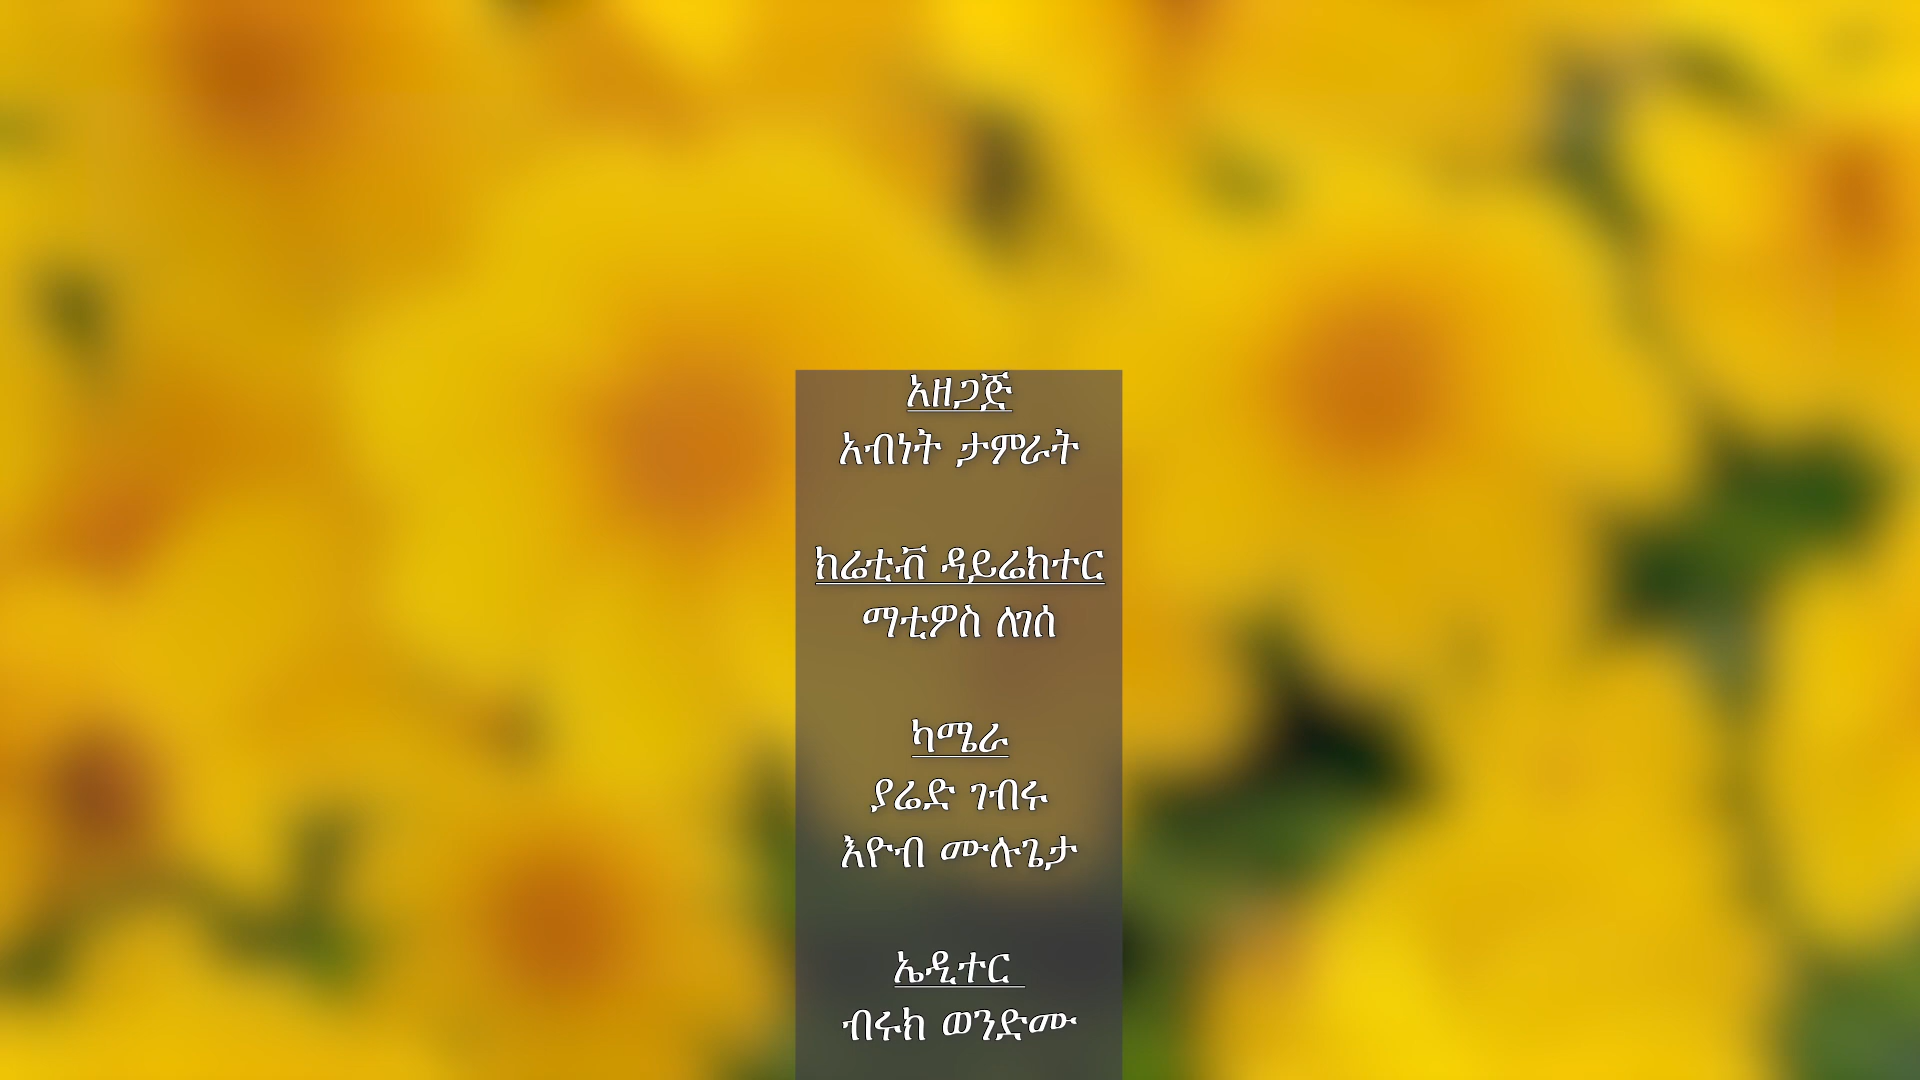 አዘጋጅ
አብነት ታምራት
ክሬቲቭ ዳይሬክተር
ማቲዎስ ለገሰ
ካሜራ
ያሬድ ገብሩ
እዮብ ሙሉጌታ
ኤዲተር
ብሩክ ወንድሙ